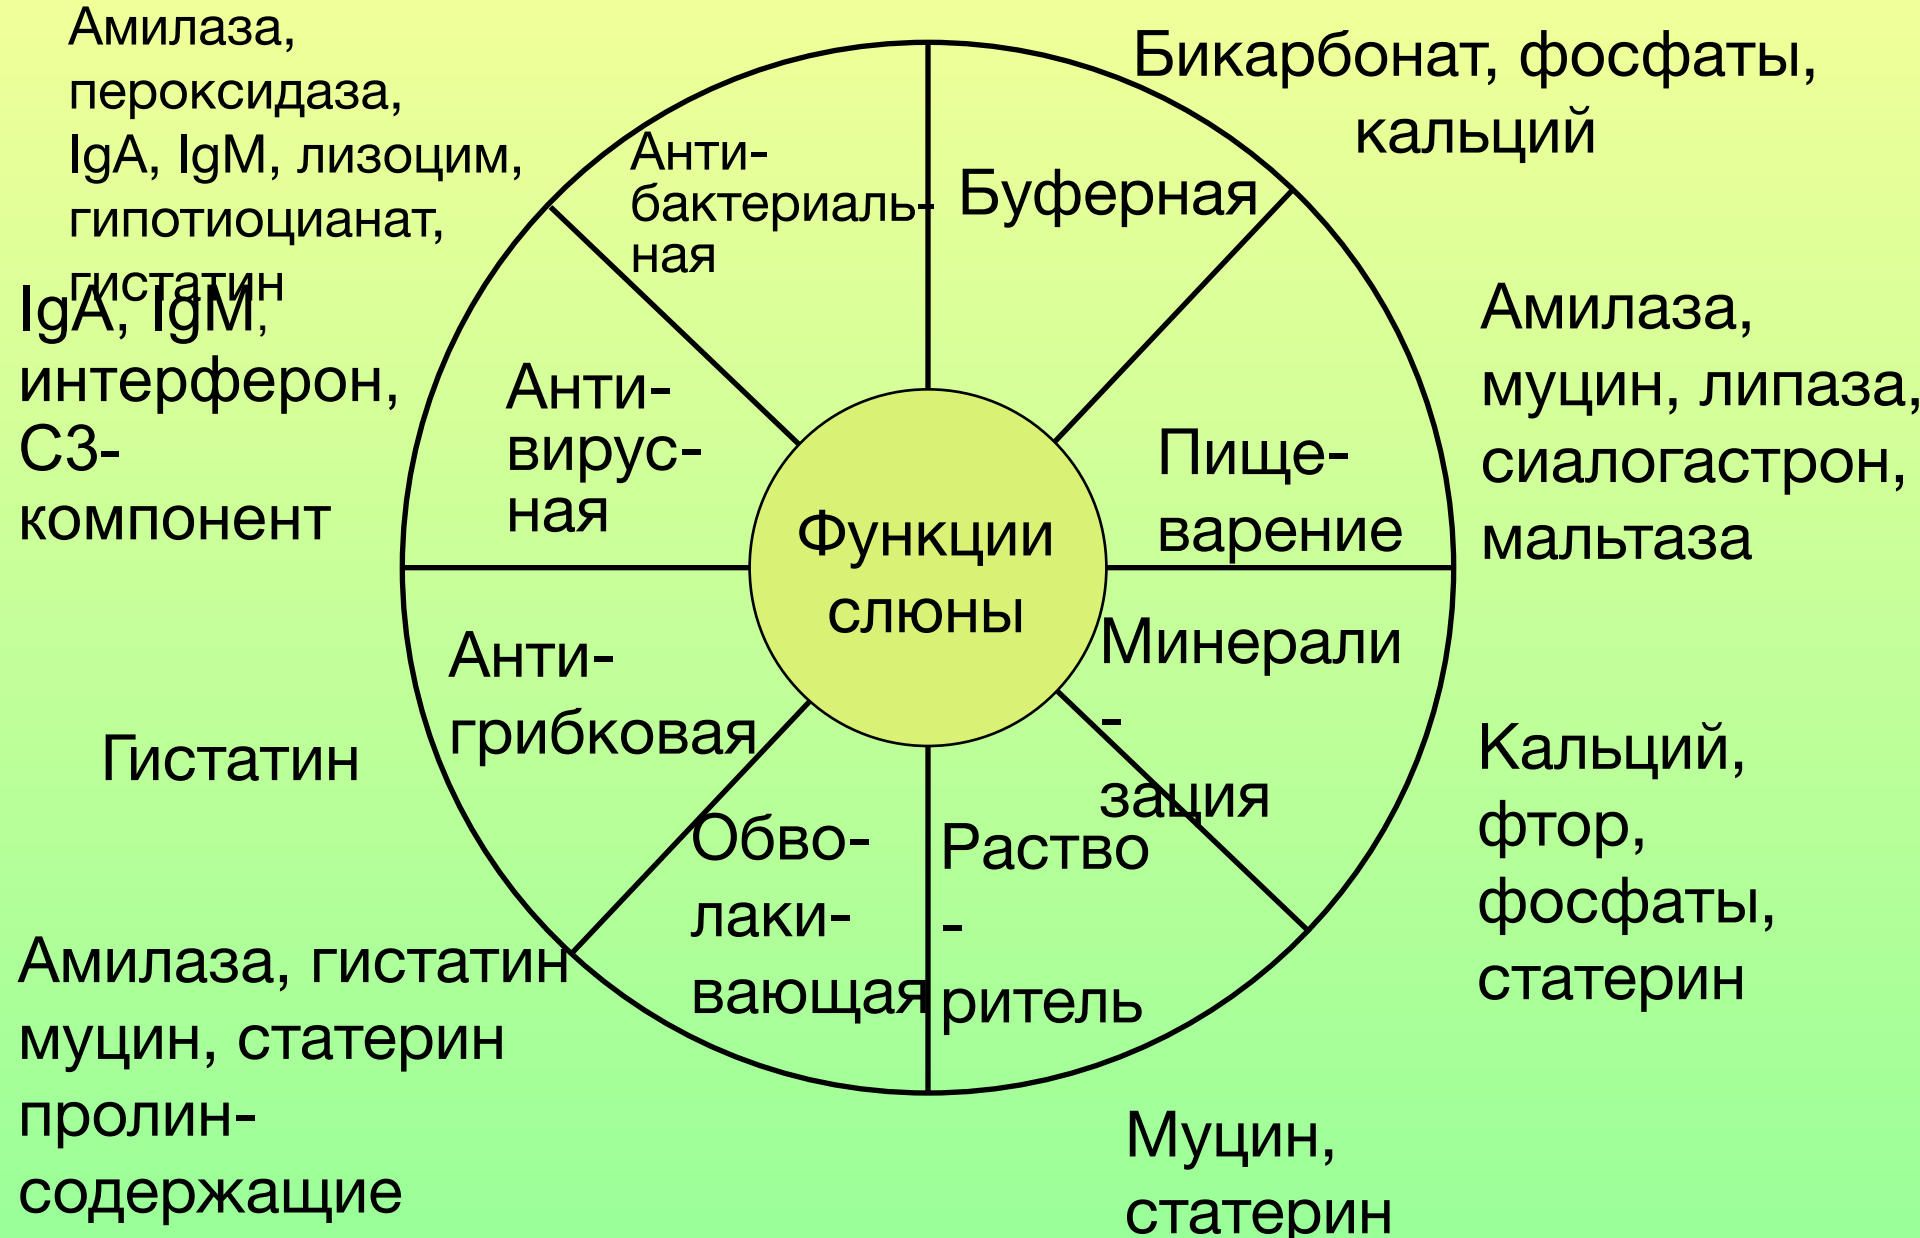 Амилаза,
пероксидаза,
IgA, IgM, лизоцим,
гипотиоцианат,
гистатин
Бикарбонат, фосфаты,
кальций
Анти-
бактериаль-
ная
Буферная
IgA, IgM,
интерферон,
С3-
компонент
Анти-
вирус-
ная
Пище-
варение
Амилаза,
муцин, липаза,
сиалогастрон,
мальтаза
Функции
слюны
Анти-
грибковая
Минерали
-
зация
Гистатин
Кальций,
фтор,
фосфаты,
статерин
Обво-
лаки-
вающая
Раство
-
ритель
Амилаза, гистатин
муцин, статерин
пролин-
содержащие
Муцин,
статерин